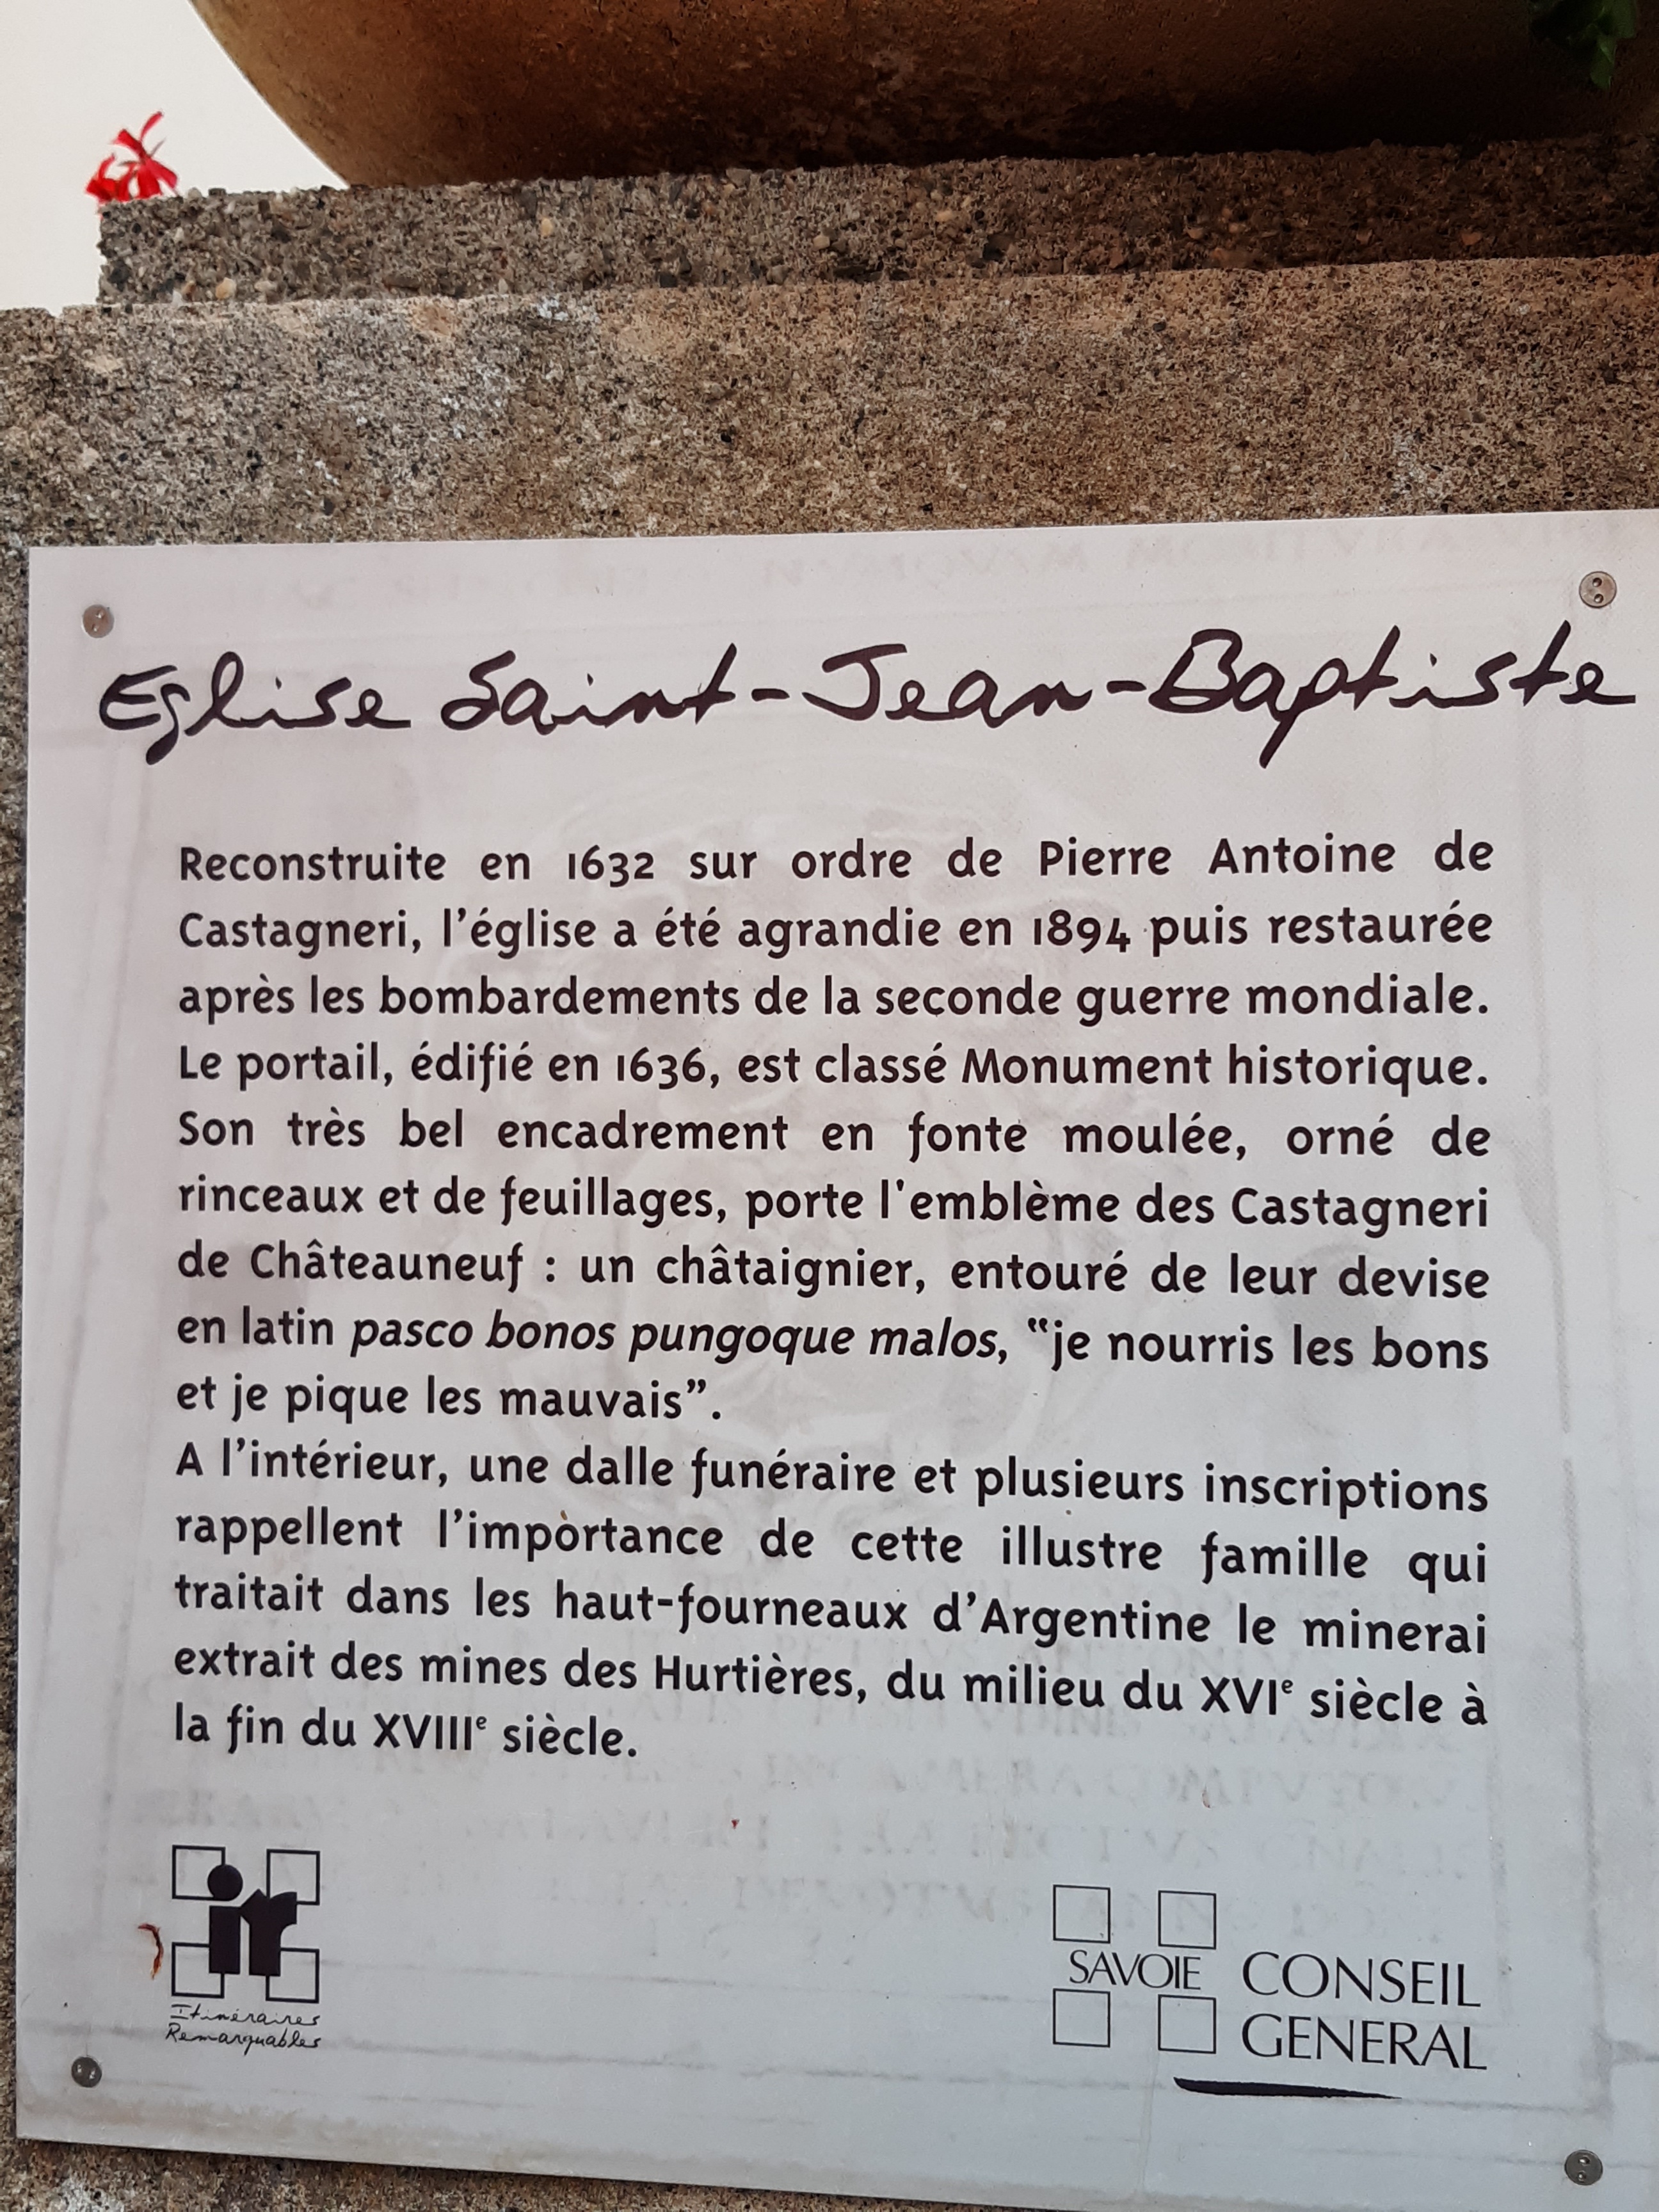 Eglise Saint-Jean-Baptiste
Reconstruite en 1632 sur ordre de Pierre Antoine de
Castagneri, l'église a été agrandie en 1894 puis restaurée
après les bombardements de la seconde guerre mondiale.
Le portail, édifié en 1636, est classé Monument historique.
Son très bel encadrement en fonte moulée, orné de
rinceaux et de feuillages, porte l'emblème des Castagneri
de Châteauneuf : un châtaignier, entouré de leur devise
en latin pasco bonos pungoque malos, "je nourris les bons
et je pique les mauvais".
A l'intérieur, une dalle funéraire et plusieurs inscriptions
rappellent l'importance de cette illustre famille qui
traitait dans les haut-fourneaux d'Argentine le minerai
extrait des mines des Hurtières, du milieu du XVIe siècle à
la fin du XVIIIe siècle.
ir
Itinéraires
Remarquables
SAVOIE
CONSEIL
GENERAL